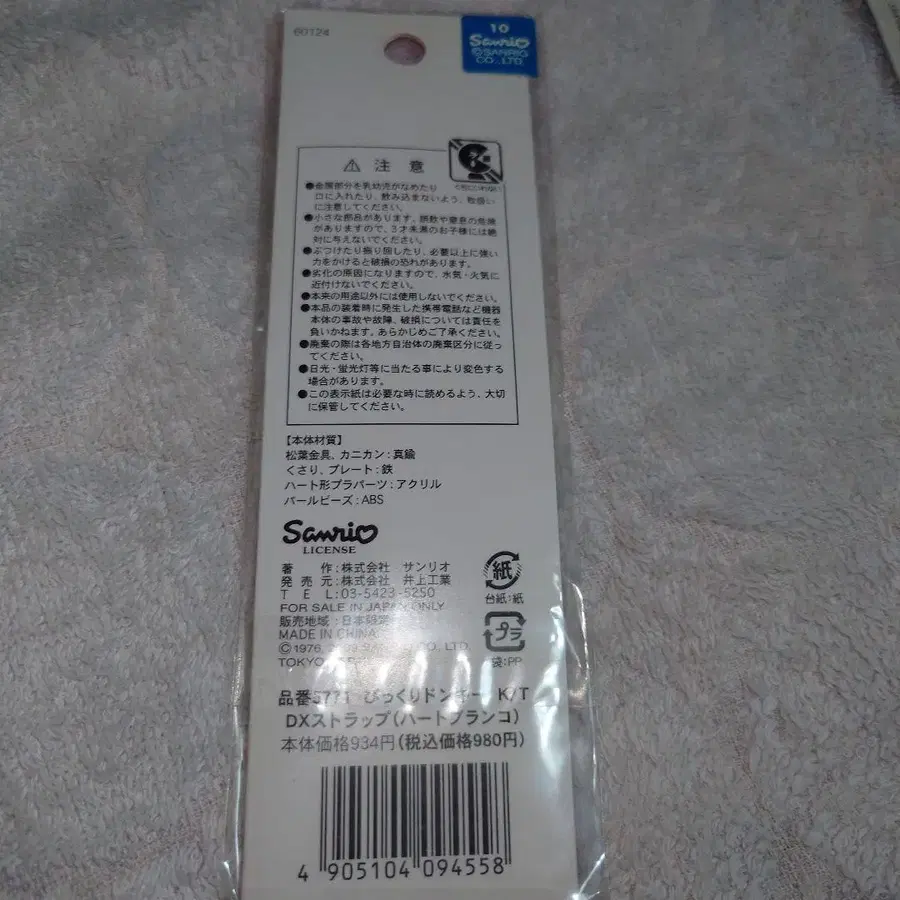 60124
10
Sanrio
©SANRIO
CO.,LTD.
⚠ 注意
●金属部分を乳幼児がなめたり
口に入れたり、飲み込まないよう、取扱い
に注意してください。
●小さな部品があります。誤飲や窒息の危険
がありますので、3才未満のお子様には絶
対に与えないでください。
●ぶつけたり振り回したり、必要以上に強い
力をかけると破損の恐れがあります。
●劣化の原因になりますので、水気・火気に
近付けないでください。
●本来の用途以外には使用しないでください。
●本品の装着時に発生した携帯電話など機器
本体の事故や故障、破損については責任を
負いかねます。あらかじめご了承ください。
●廃棄の際は各地方自治体の廃棄区分に従っ
てください。
●日光・蛍光灯等に当たる事により変色する
場合があります。
●この表示紙は必要な時に読めるよう、大切
に保管してください。
【本体材質】
松葉金具、カニカン:真鍮
くさり、プレート:鉄
ハート形プラパーツ:アクリル
パールビーズ:ABS
Sanrio
LICENSE
著作:株式会社 サンリオ
発売元:株式会社 井上工業
TEL:03-5423-5250
FOR SALE IN JAPAN ONLY
販売地域:日本限定
MADE IN CHINA
©1976, CO., LTD.
TOKYO,
紙
台紙:紙
プラ
袋:PP
品番5771 びっくりドンキー K/T
DXストラップ(ハートブランコ)
本体価格934円(税込価格980円)
4 905104 094558